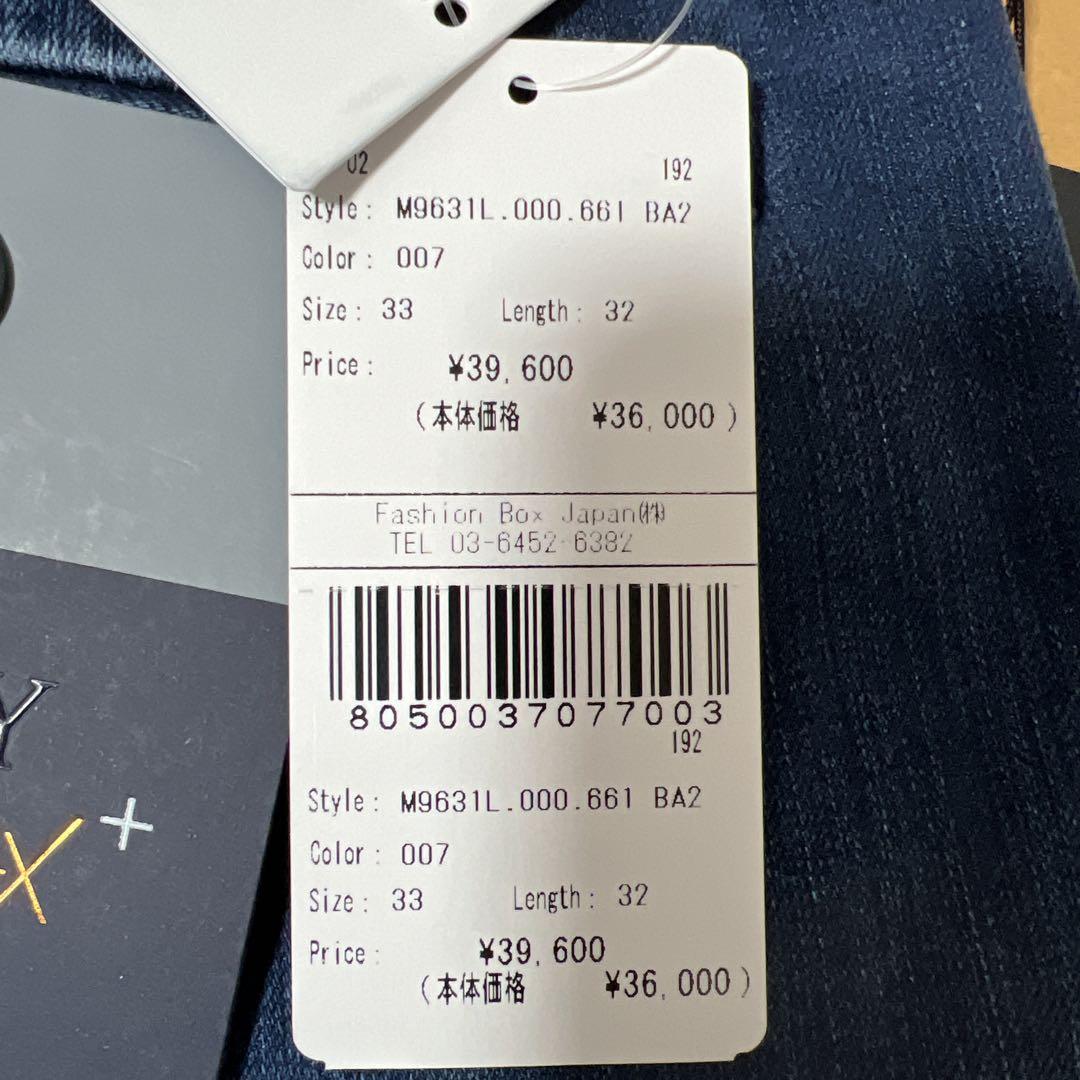 02 192
Style: M9631L.000.661 BA2
Color: 007
Size: 33 Length: 32
Price: ¥39,600
(本体価格 ¥36,000)
Fashion Box Japan㈱
TEL 03-6452-6382
8050037077003
192
Style: M9631L.000.661 BA2
Color: 007
Size: 33 Length: 32
Price: ¥39,600
(本体価格 ¥36,000)
Y
X+